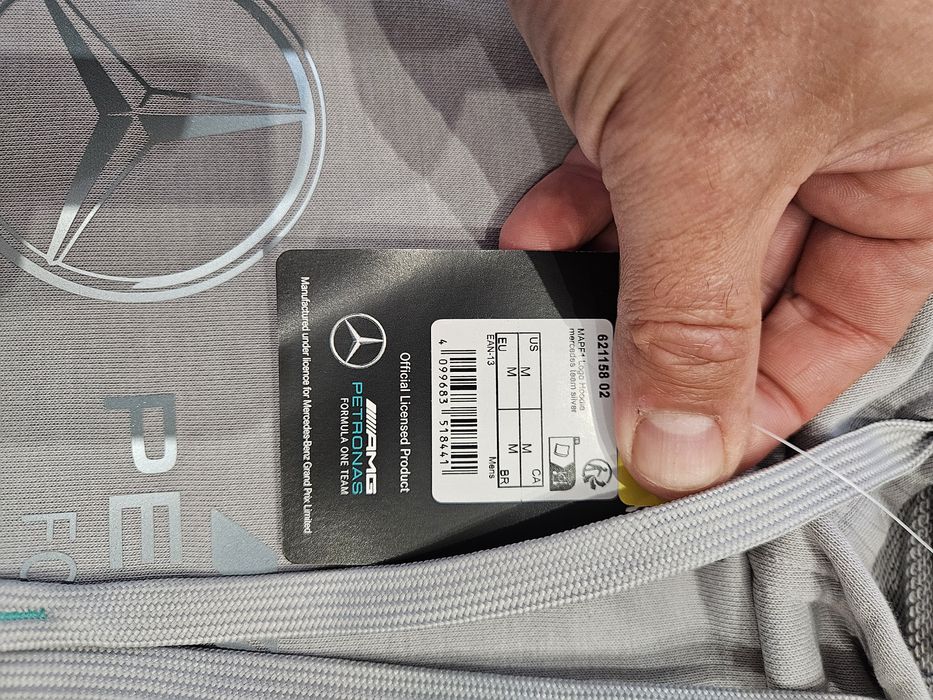 621158 02
MAPF1 Logo Hoodie
mercedes team silver
US M M CA
EU M M BR
EAN-13 Men's
4 099683 518441
Official Licensed Product
AMG
PETRONAS
FORMULA ONE TEAM
Manufactured under licence for Mercedes-Benz Grand Prix Limited
PE
FO